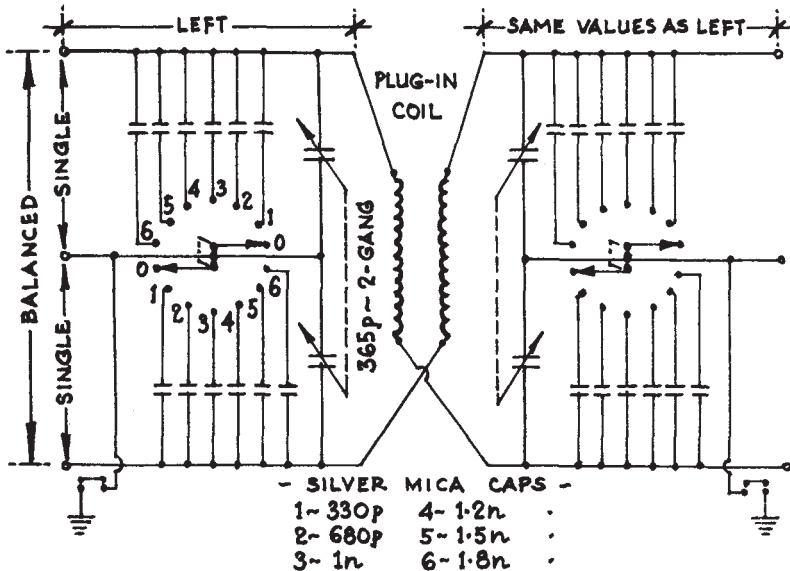 LEFT
SAME VALUES AS LEFT
PLUG-IN
COIL
BALANCED
SINGLE
SINGLE
6
5
4
3
2
1
0
0
1
2
3
4
5
6
365p~2-GANG
- SILVER MICA CAPS -
1~ 330p 4~ 1.2n
2~ 680p 5~ 1.5n
3~ 1n 6~ 1.8n